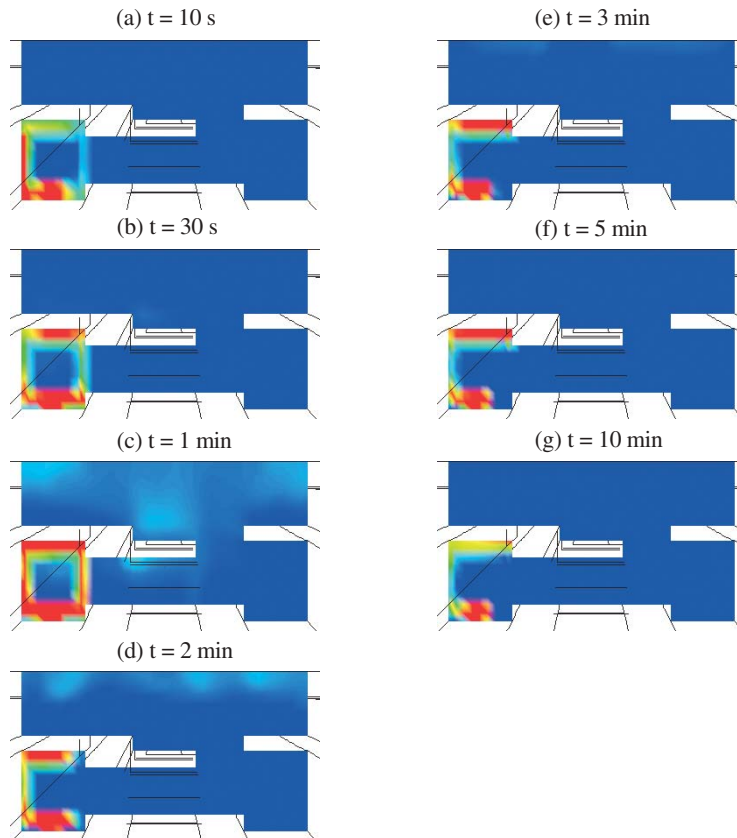 (a) t = 10 s
(b) t = 30 s
(c) t = 1 min
(d) t = 2 min
(e) t = 3 min
(f) t = 5 min
(g) t = 10 min